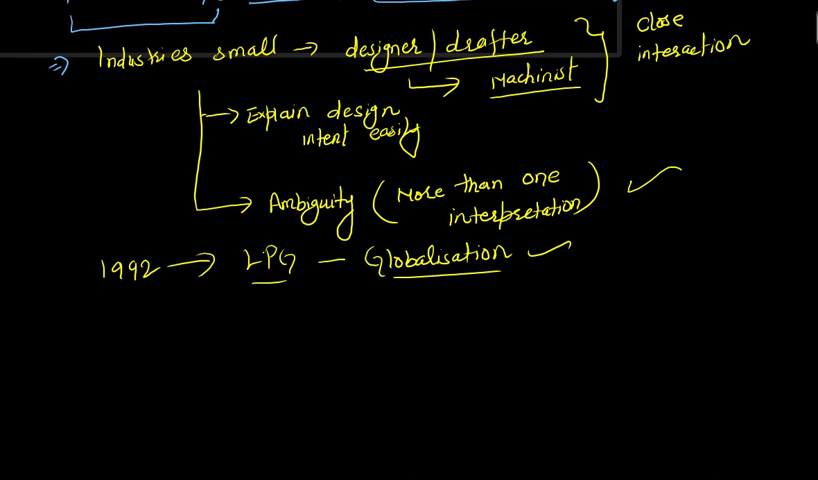 ⇒ Industries small → designer / drafter
→ Machinist
Close
interaction
→ Explain design
intent easily
→ Ambiguity (More than one
interpretation) ✓
1992 → LPG - Globalisation ✓